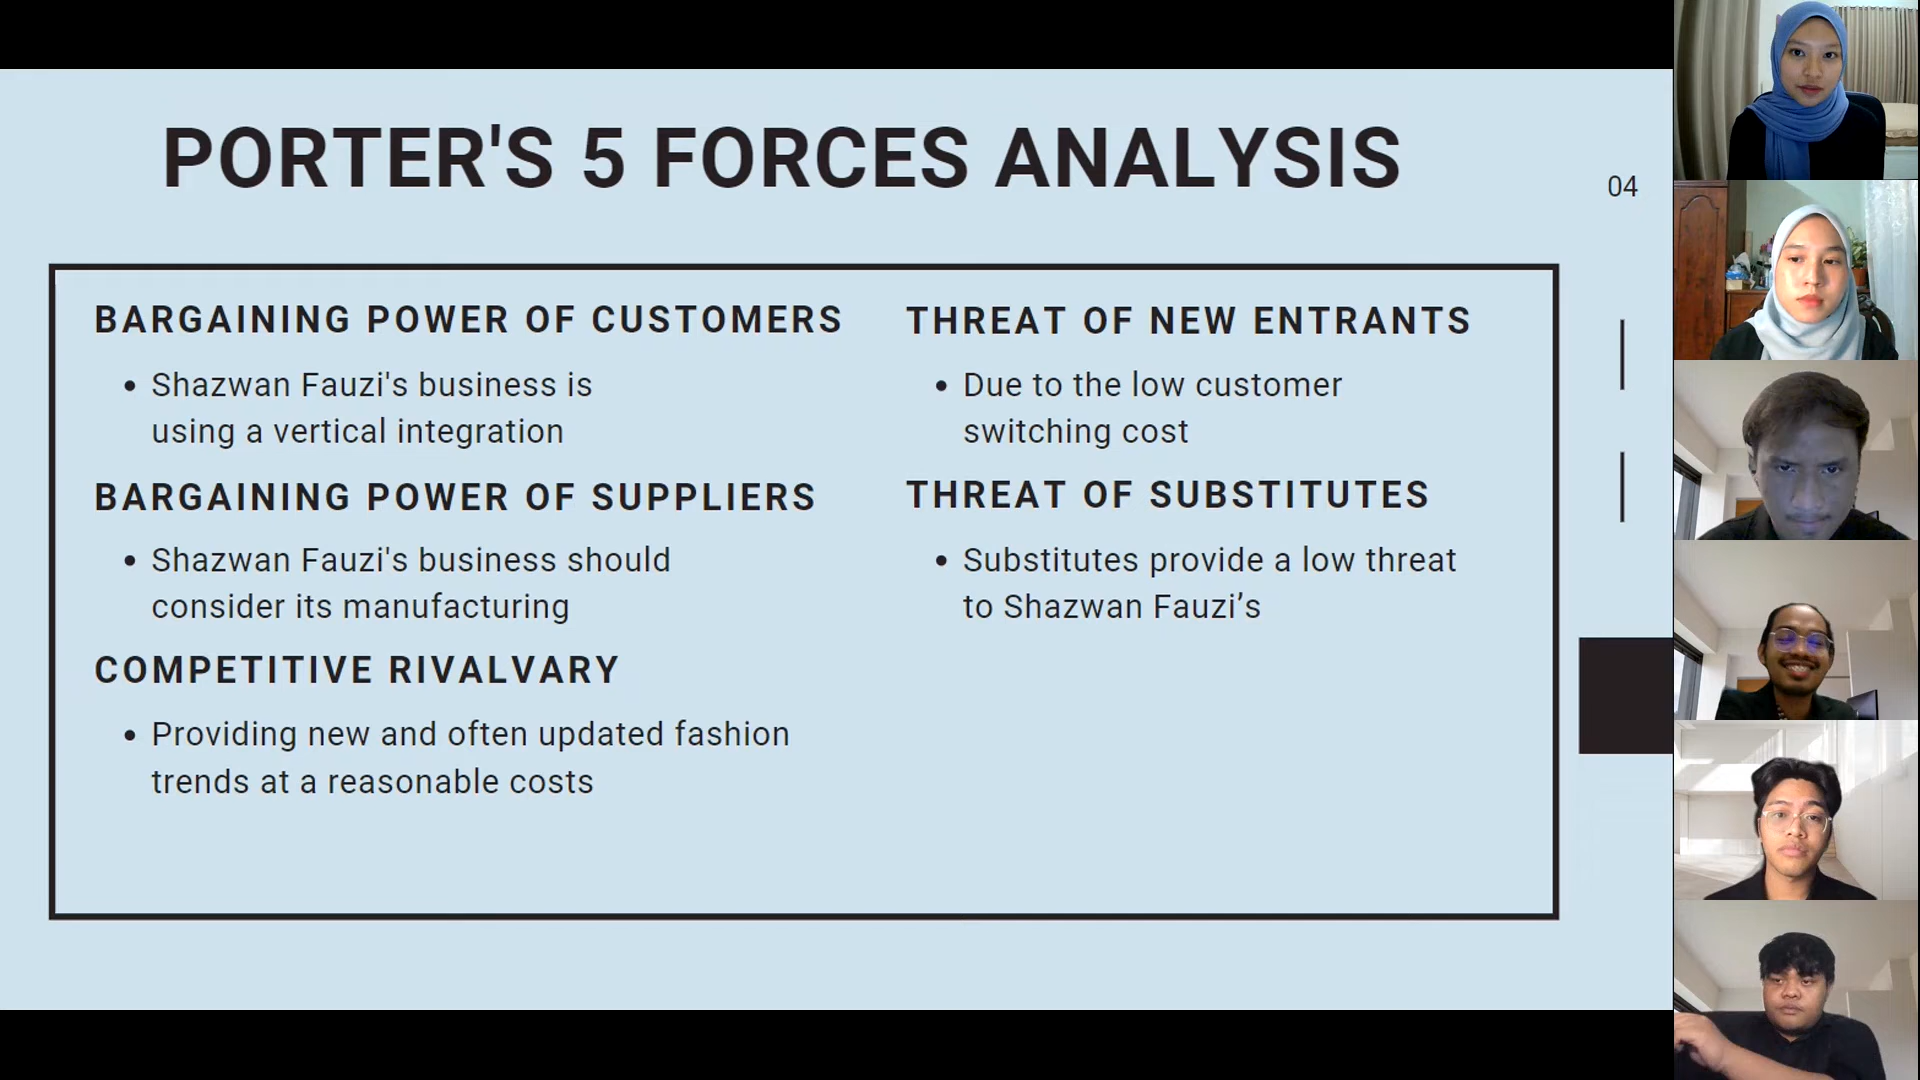 PORTER'S 5 FORCES ANALYSIS
04
BARGAINING POWER OF CUSTOMERS
• Shazwan Fauzi's business is
using a vertical integration
BARGAINING POWER OF SUPPLIERS
• Shazwan Fauzi's business should
consider its manufacturing
COMPETITIVE RIVALVARY
• Providing new and often updated fashion
trends at a reasonable costs
THREAT OF NEW ENTRANTS
• Due to the low customer
switching cost
THREAT OF SUBSTITUTES
• Substitutes provide a low threat
to Shazwan Fauzi’s